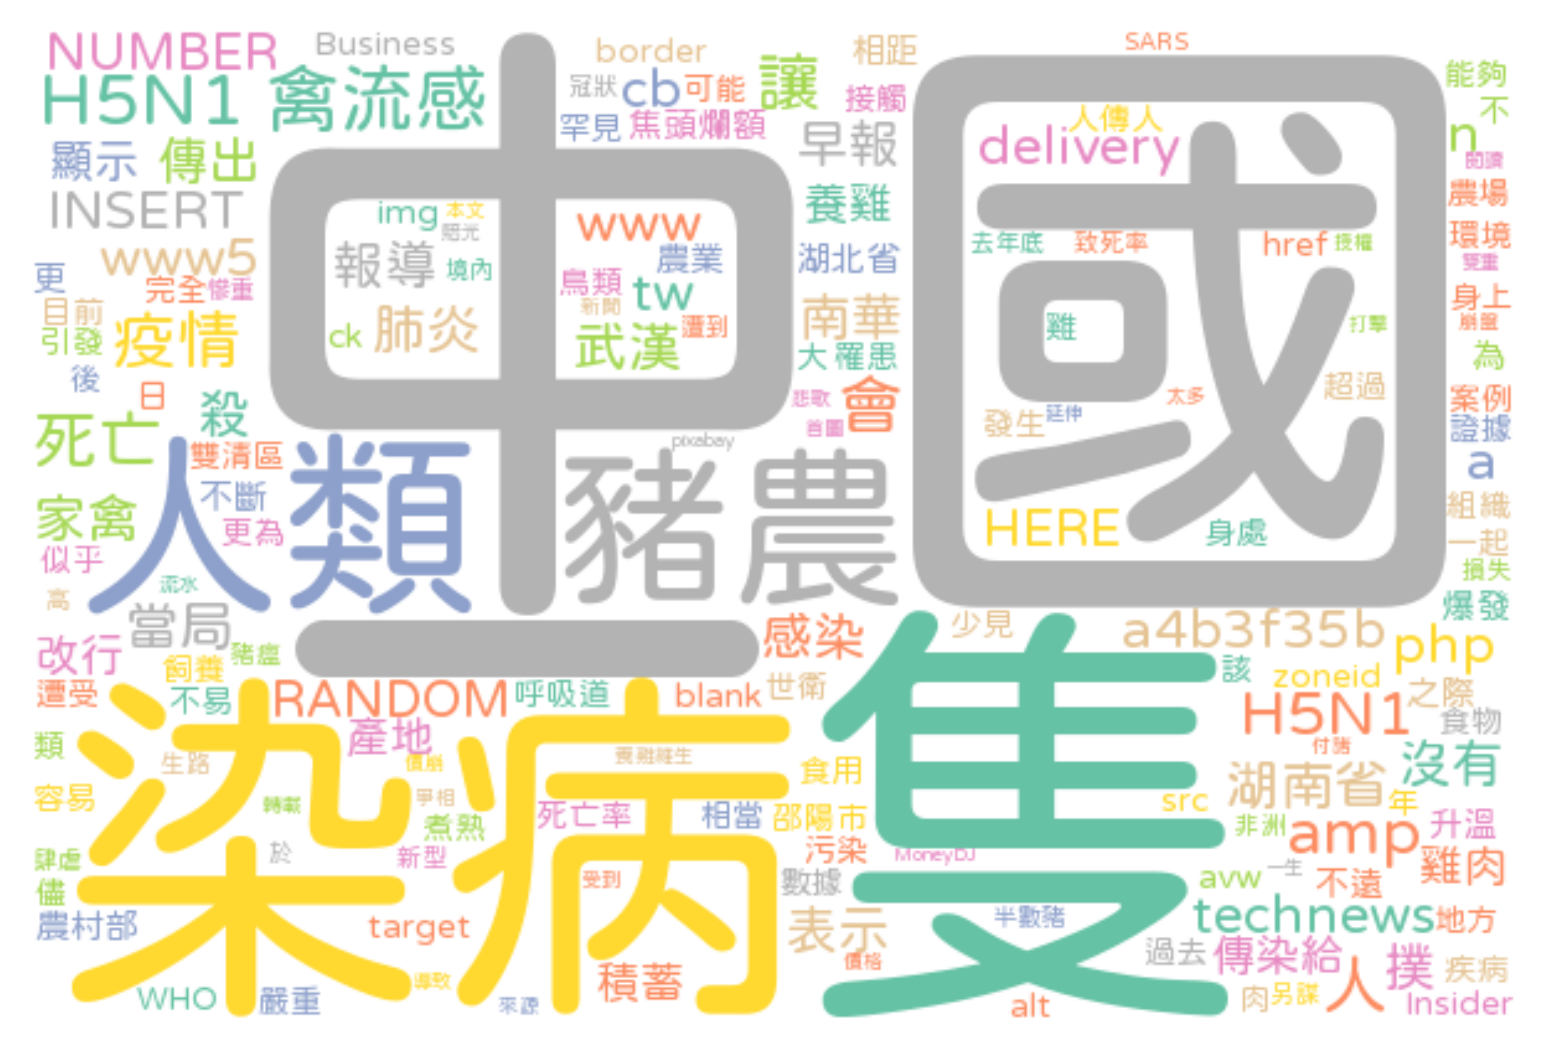 NUMBER
Business
border
相距
SARS
H5N1 禽流感
冠狀
cb
可能
讓
接觸
能夠
不
罕見
焦頭爛額
早報
人傳人
delivery
n
閱讀
顯示
傳出
中國
INSERT
img
本文
賠光
www
養雞
農場
www5
報導
境內
農業
湖北省
去年底
致死率
href
授權
環境
雙重
更
完全
慘重
鳥類
tw
新聞
身上
目前
疫情
ck
肺炎
武漢
遭到
南華
雞
打擊
崩盤
引發
大
罹患
為
後
日
殺
悲歌
會
首圖
太多
超過
案例
發生
延伸
死亡
雙清區
pixabay
證據
人類
豬農
a
家禽
不斷
更為
HERE
身處
組織
一起
似乎
流水
損失
高
當局
爆發
改行
飼養
豬瘟
感染
少見
a4b3f35b
php
遭受
不易
RANDOM
呼吸道
blank
世衛
隻
該
zoneid
之際
類
產地
H5N1
食物
付諸
染病
生路
價崩
養雞維生
食用
沒有
容易
轉載
爭相
死亡率
相當
邵陽市
src
湖南省
年
煮熟
非洲
amp
升溫
肆虐
於
新型
污染
MoneyDJ
一生
雞肉
儘
受到
數據
avw
不遠
農村部
target
表示
半數豬
technews
地方
價格
過去
傳染給
人
撲
疾病
WHO
嚴重
導致
來源
積蓄
alt
肉
另謀
Insider